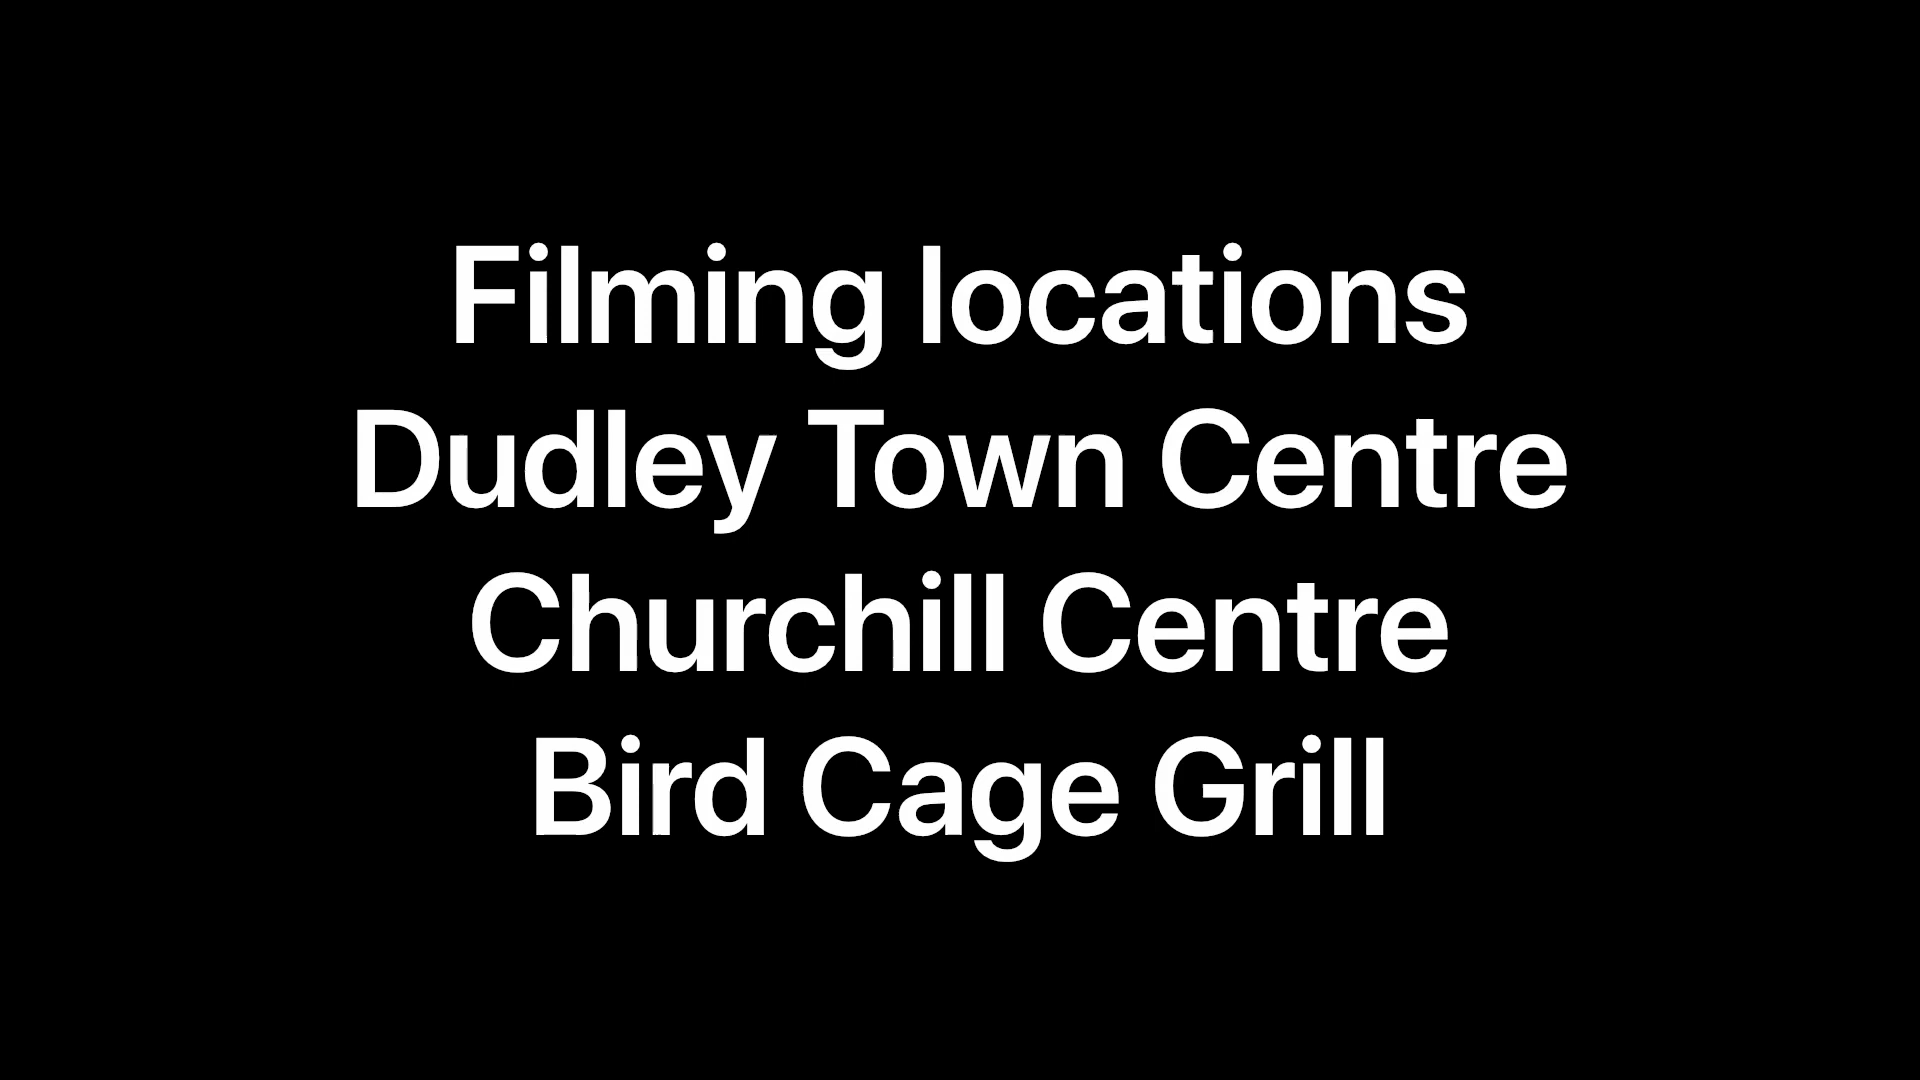 Filming locations
Dudley Town Centre
Churchill Centre
Bird Cage Grill